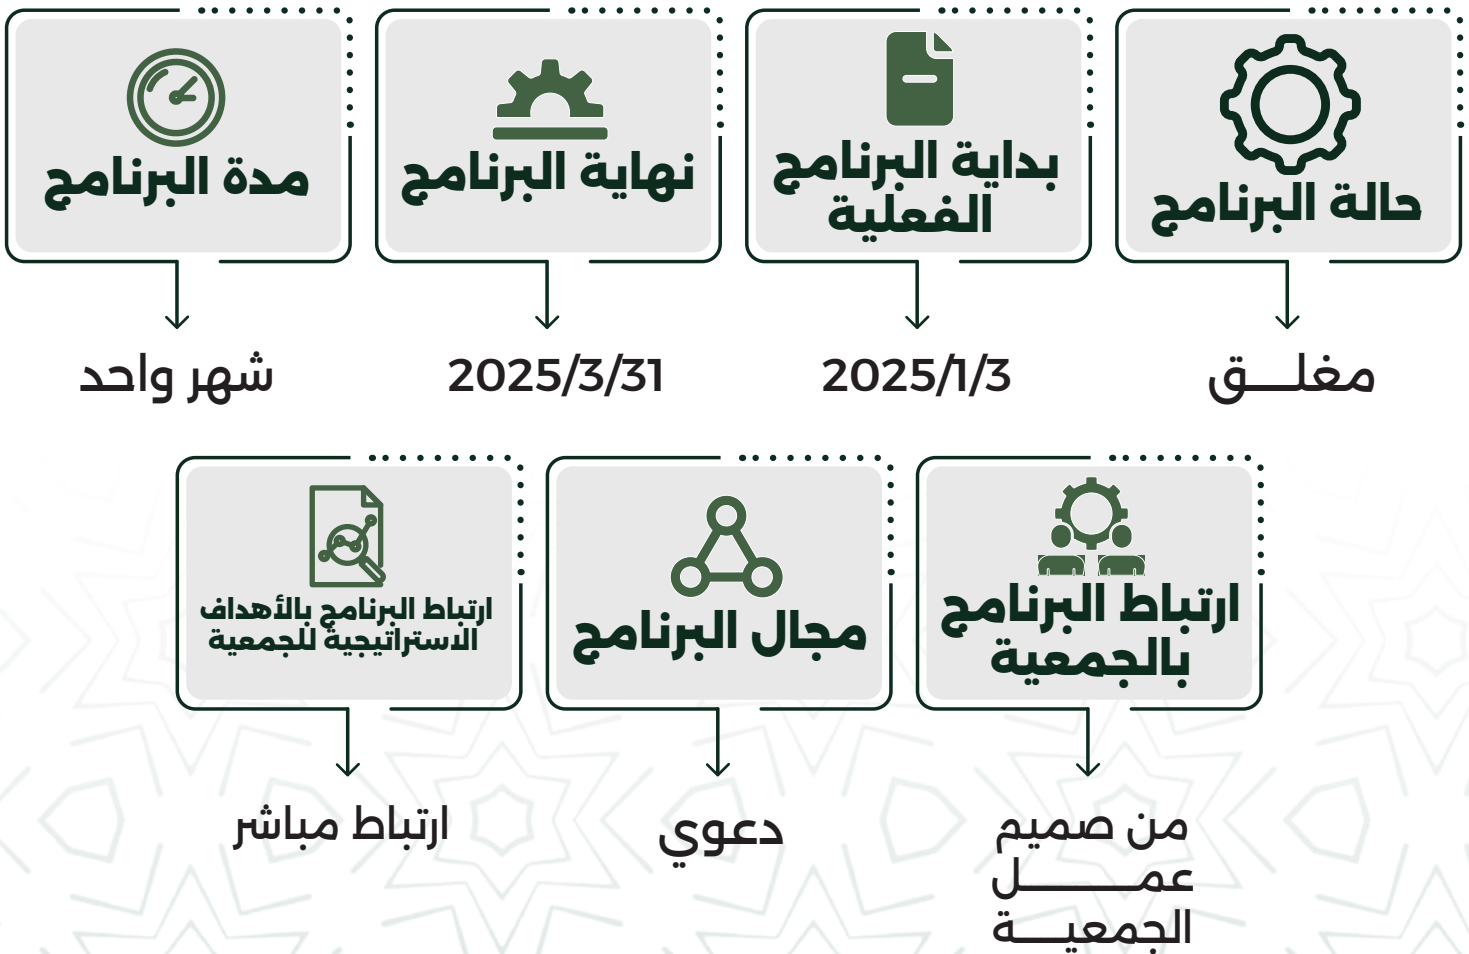 حالة البرنامج
مغلـــق
بداية البرنامج
الفعلية
2025/1/3
نهاية البرنامج
2025/3/31
مدة البرنامج
شهر واحد
ارتباط البرنامج
بالجمعية
من صميم
عمـــــــل
الجمعيـــة
مجال البرنامج
دعوي
ارتباط البرنامج بالأهداف
الاستراتيجية للجمعية
ارتباط مباشر